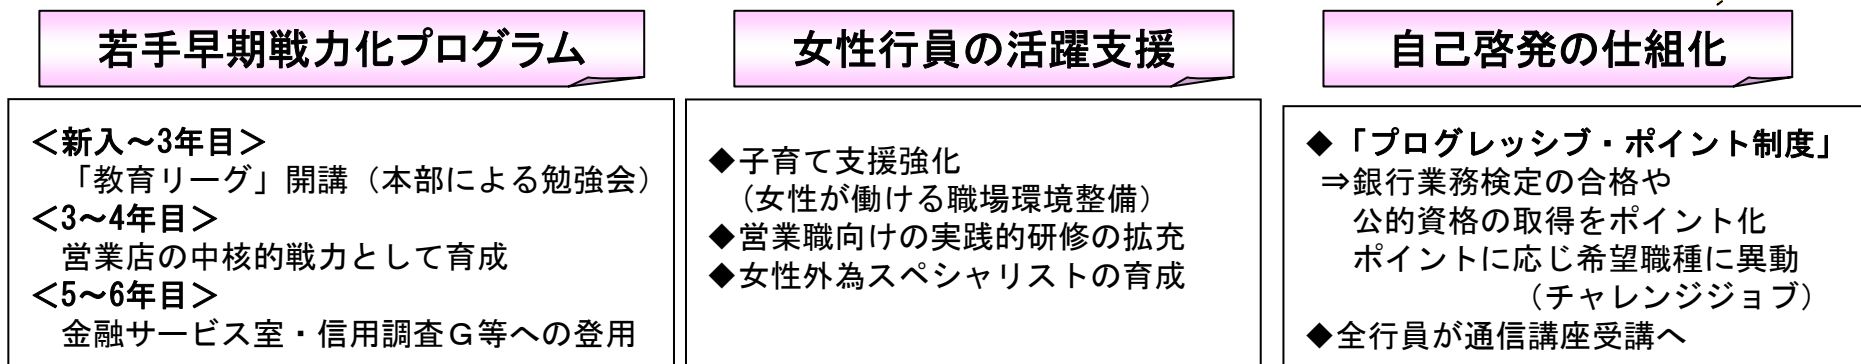 若手早期戦力化プログラム
＜新入～3年目＞
「教育リーグ」開講（本部による勉強会）
＜3～4年目＞
営業店の中核的戦力として育成
＜5～6年目＞
金融サービス室・信用調査Ｇ等への登用
女性行員の活躍支援
◆子育て支援強化
（女性が働ける職場環境整備）
◆営業職向けの実践的研修の拡充
◆女性外為スペシャリストの育成
自己啓発の仕組化
◆「プログレッシブ・ポイント制度」
⇒銀行業務検定の合格や
公的資格の取得をポイント化
ポイントに応じ希望職種に異動
（チャレンジジョブ）
◆全行員が通信講座受講へ